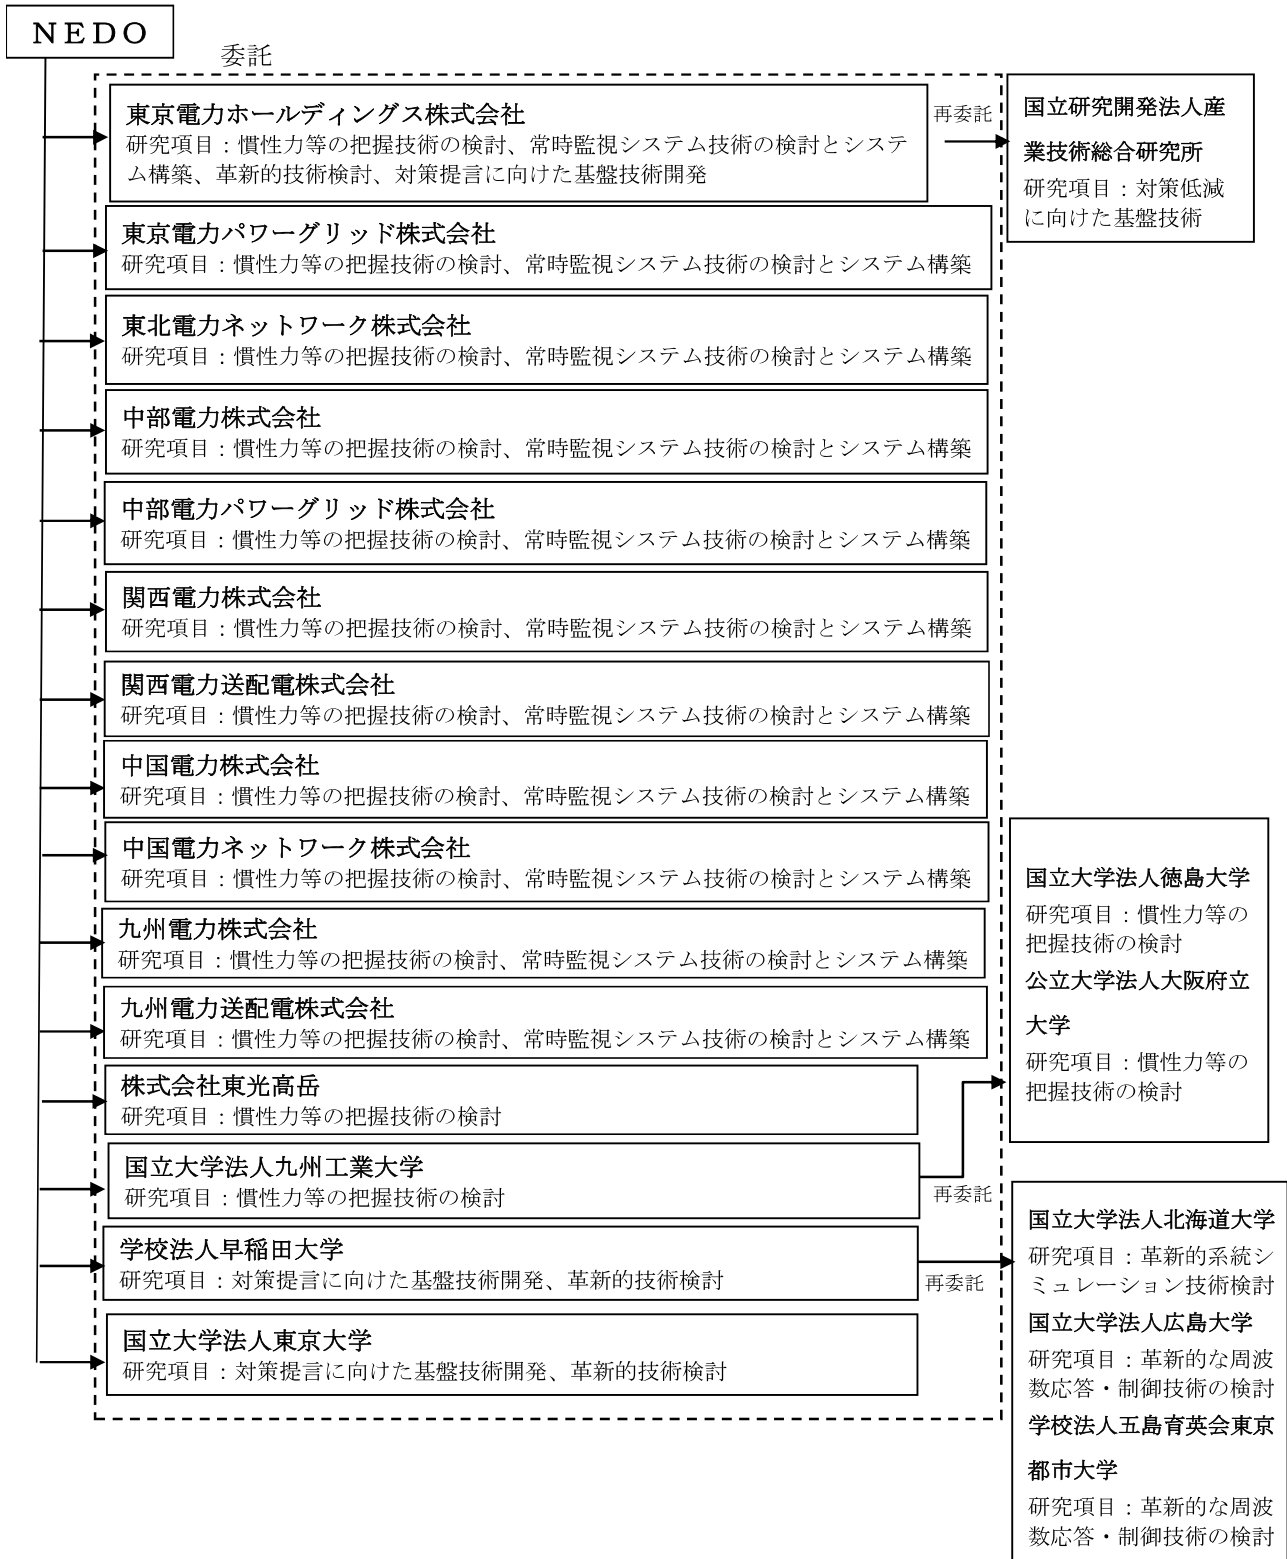 NEDO
委託
東京電力ホールディングス株式会社
研究項目：慣性力等の把握技術の検討、常時監視システム技術の検討とシステ
ム構築、革新的技術検討、対策提言に向けた基盤技術開発
再委託
国立研究開発法人産
業技術総合研究所
研究項目：対策低減
に向けた基盤技術
東京電力パワーグリッド株式会社
研究項目：慣性力等の把握技術の検討、常時監視システム技術の検討とシステム構築
東北電力ネットワーク株式会社
研究項目：慣性力等の把握技術の検討、常時監視システム技術の検討とシステム構築
中部電力株式会社
研究項目：慣性力等の把握技術の検討、常時監視システム技術の検討とシステム構築
中部電力パワーグリッド株式会社
研究項目：慣性力等の把握技術の検討、常時監視システム技術の検討とシステム構築
関西電力株式会社
研究項目：慣性力等の把握技術の検討、常時監視システム技術の検討とシステム構築
関西電力送配電株式会社
研究項目：慣性力等の把握技術の検討、常時監視システム技術の検討とシステム構築
中国電力株式会社
研究項目：慣性力等の把握技術の検討、常時監視システム技術の検討とシステム構築
中国電力ネットワーク株式会社
研究項目：慣性力等の把握技術の検討、常時監視システム技術の検討とシステム構築
九州電力株式会社
研究項目：慣性力等の把握技術の検討、常時監視システム技術の検討とシステム構築
九州電力送配電株式会社
研究項目：慣性力等の把握技術の検討、常時監視システム技術の検討とシステム構築
株式会社東光高岳
研究項目：慣性力等の把握技術の検討
国立大学法人九州工業大学
研究項目：慣性力等の把握技術の検討
再委託
国立大学法人徳島大学
研究項目：慣性力等の
把握技術の検討
公立大学法人大阪府立
大学
研究項目：慣性力等の
把握技術の検討
学校法人早稲田大学
研究項目：対策提言に向けた基盤技術開発、革新的技術検討
再委託
国立大学法人北海道大学
研究項目：革新的系統シ
ミュレーション技術検討
国立大学法人広島大学
研究項目：革新的な周波
数応答・制御技術の検討
学校法人五島育英会東京
都市大学
研究項目：革新的な周波
数応答・制御技術の検討
国立大学法人東京大学
研究項目：対策提言に向けた基盤技術開発、革新的技術検討